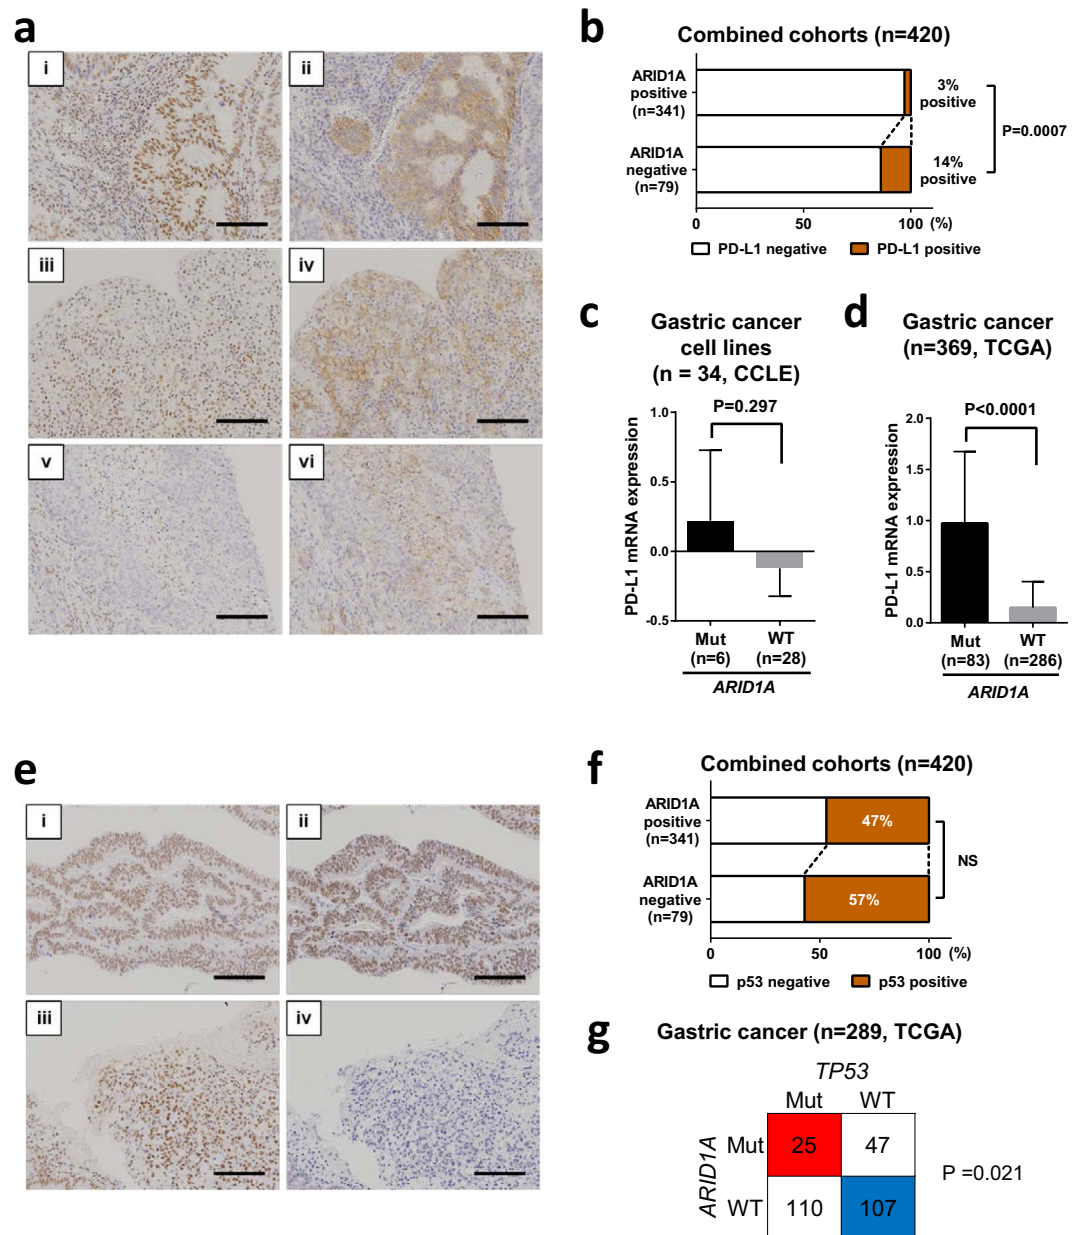 a
i
ii
iii
iv
v
vi
b
Combined cohorts (n=420)
ARID1A
positive
(n=341)
3%
positive
P=0.0007
ARID1A
negative
(n=79)
14%
positive
0
50
100
(%)
PD-L1 negative
PD-L1 positive
c
Gastric cancer
cell lines
(n = 34, CCLE)
P=0.297
PD-L1 mRNA expression
1.0
0.5
0.0
-0.5
Mut
(n=6)
WT
(n=28)
ARID1A
d
Gastric cancer
(n=369, TCGA)
P<0.0001
PD-L1 mRNA expression
2.0
1.5
1.0
0.5
0.0
Mut
(n=83)
WT
(n=286)
ARID1A
e
i
ii
iii
iv
f
Combined cohorts (n=420)
ARID1A
positive
(n=341)
47%
NS
ARID1A
negative
(n=79)
57%
0
50
100
(%)
p53 negative
p53 positive
g
Gastric cancer (n=289, TCGA)
TP53
Mut
WT
ARID1A
Mut
25
47
P =0.021
WT
110
107